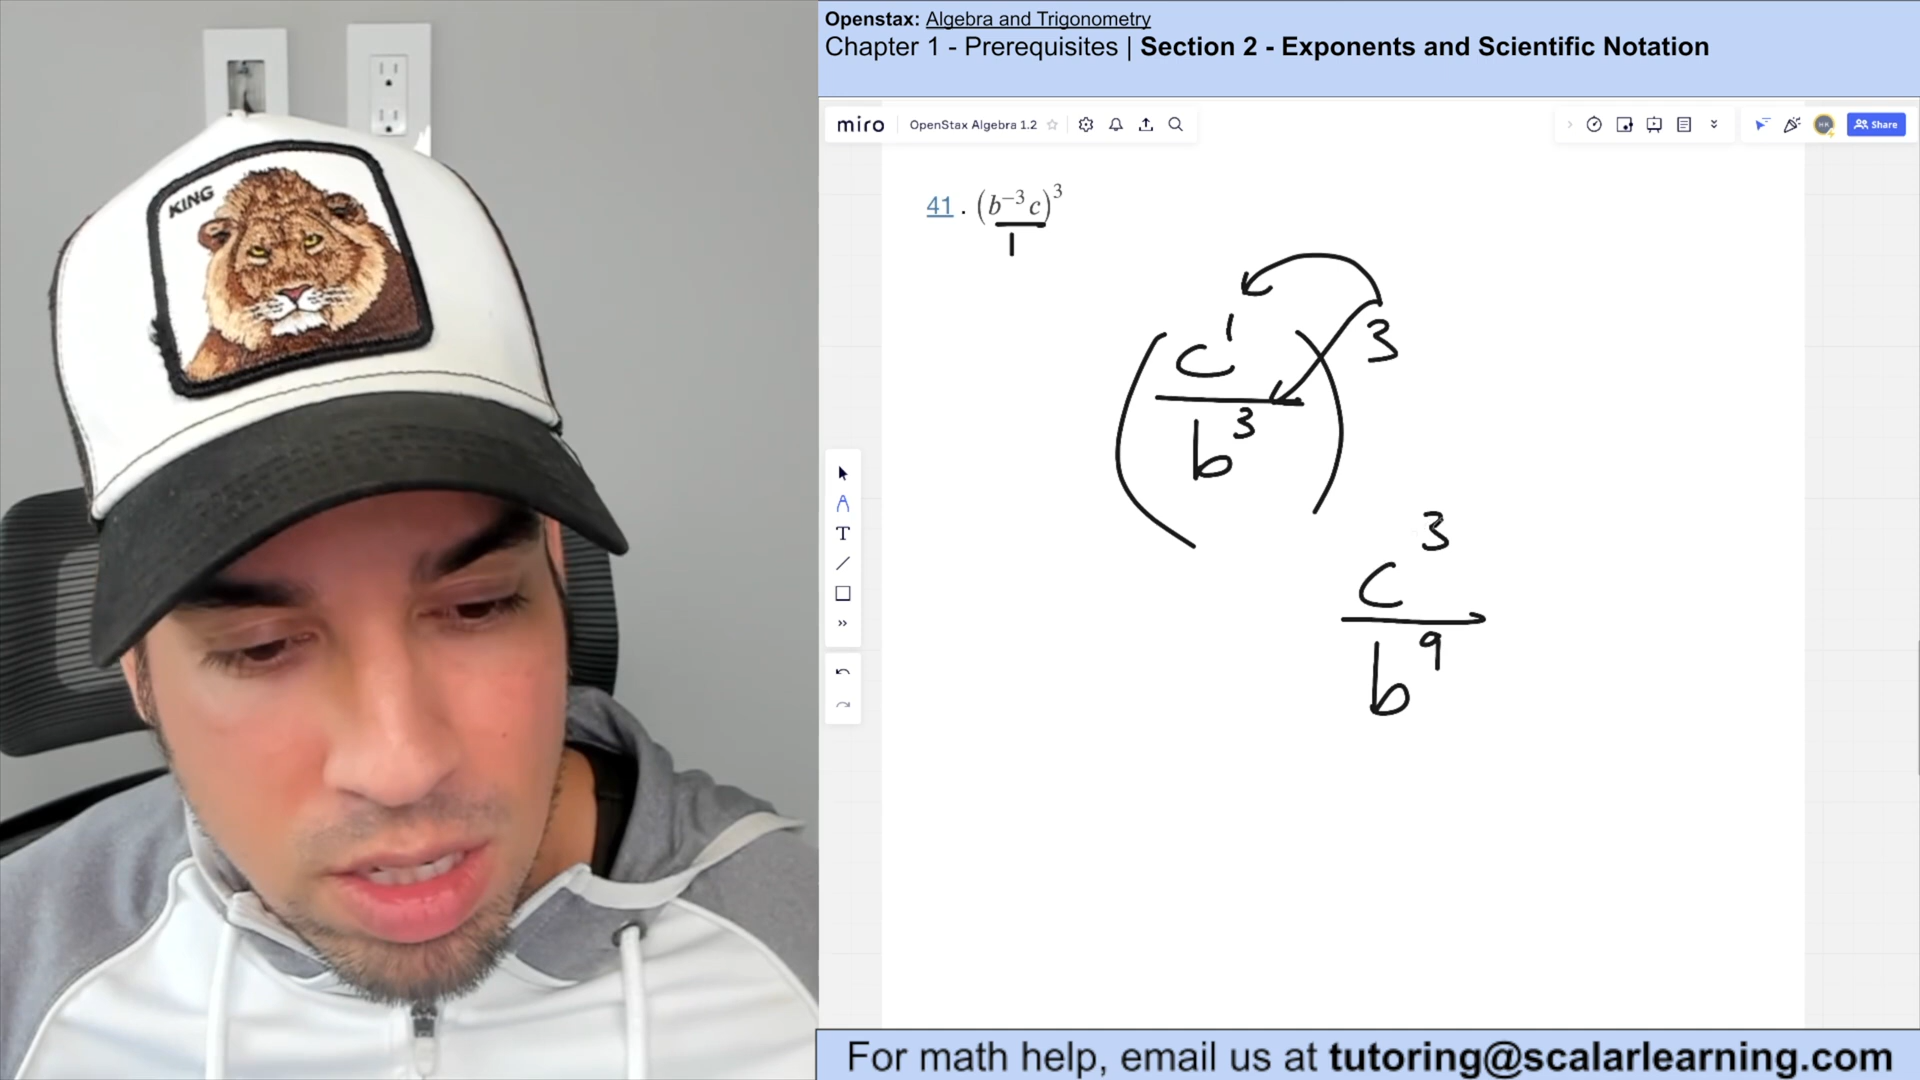 KING
Openstax: Algebra and Trigonometry
Chapter 1 - Prerequisites | Section 2 - Exponents and Scientific Notation
miro OpenStax Algebra 1.2
Share
41 . (b⁻³c)³
1
(c¹/b³)³
c³/b⁹
T
For math help, email us at tutoring@scalarlearning.com